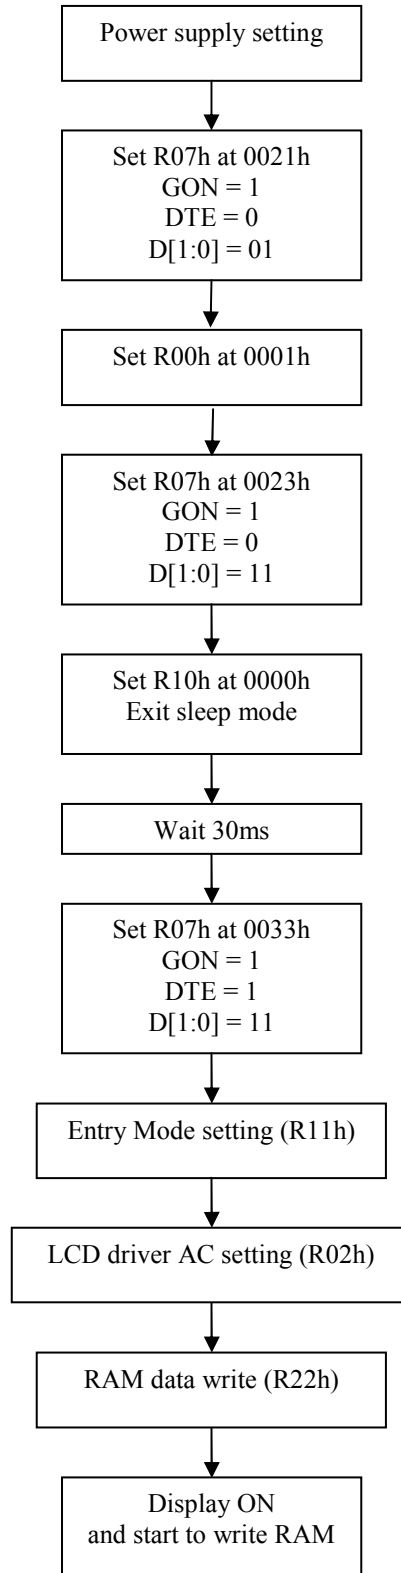 Power supply setting
Set R07h at 0021h
GON = 1
DTE = 0
D[1:0] = 01
Set R00h at 0001h
Set R07h at 0023h
GON = 1
DTE = 0
D[1:0] = 11
Set R10h at 0000h
Exit sleep mode
Wait 30ms
Set R07h at 0033h
GON = 1
DTE = 1
D[1:0] = 11
Entry Mode setting (R11h)
LCD driver AC setting (R02h)
RAM data write (R22h)
Display ON
and start to write RAM